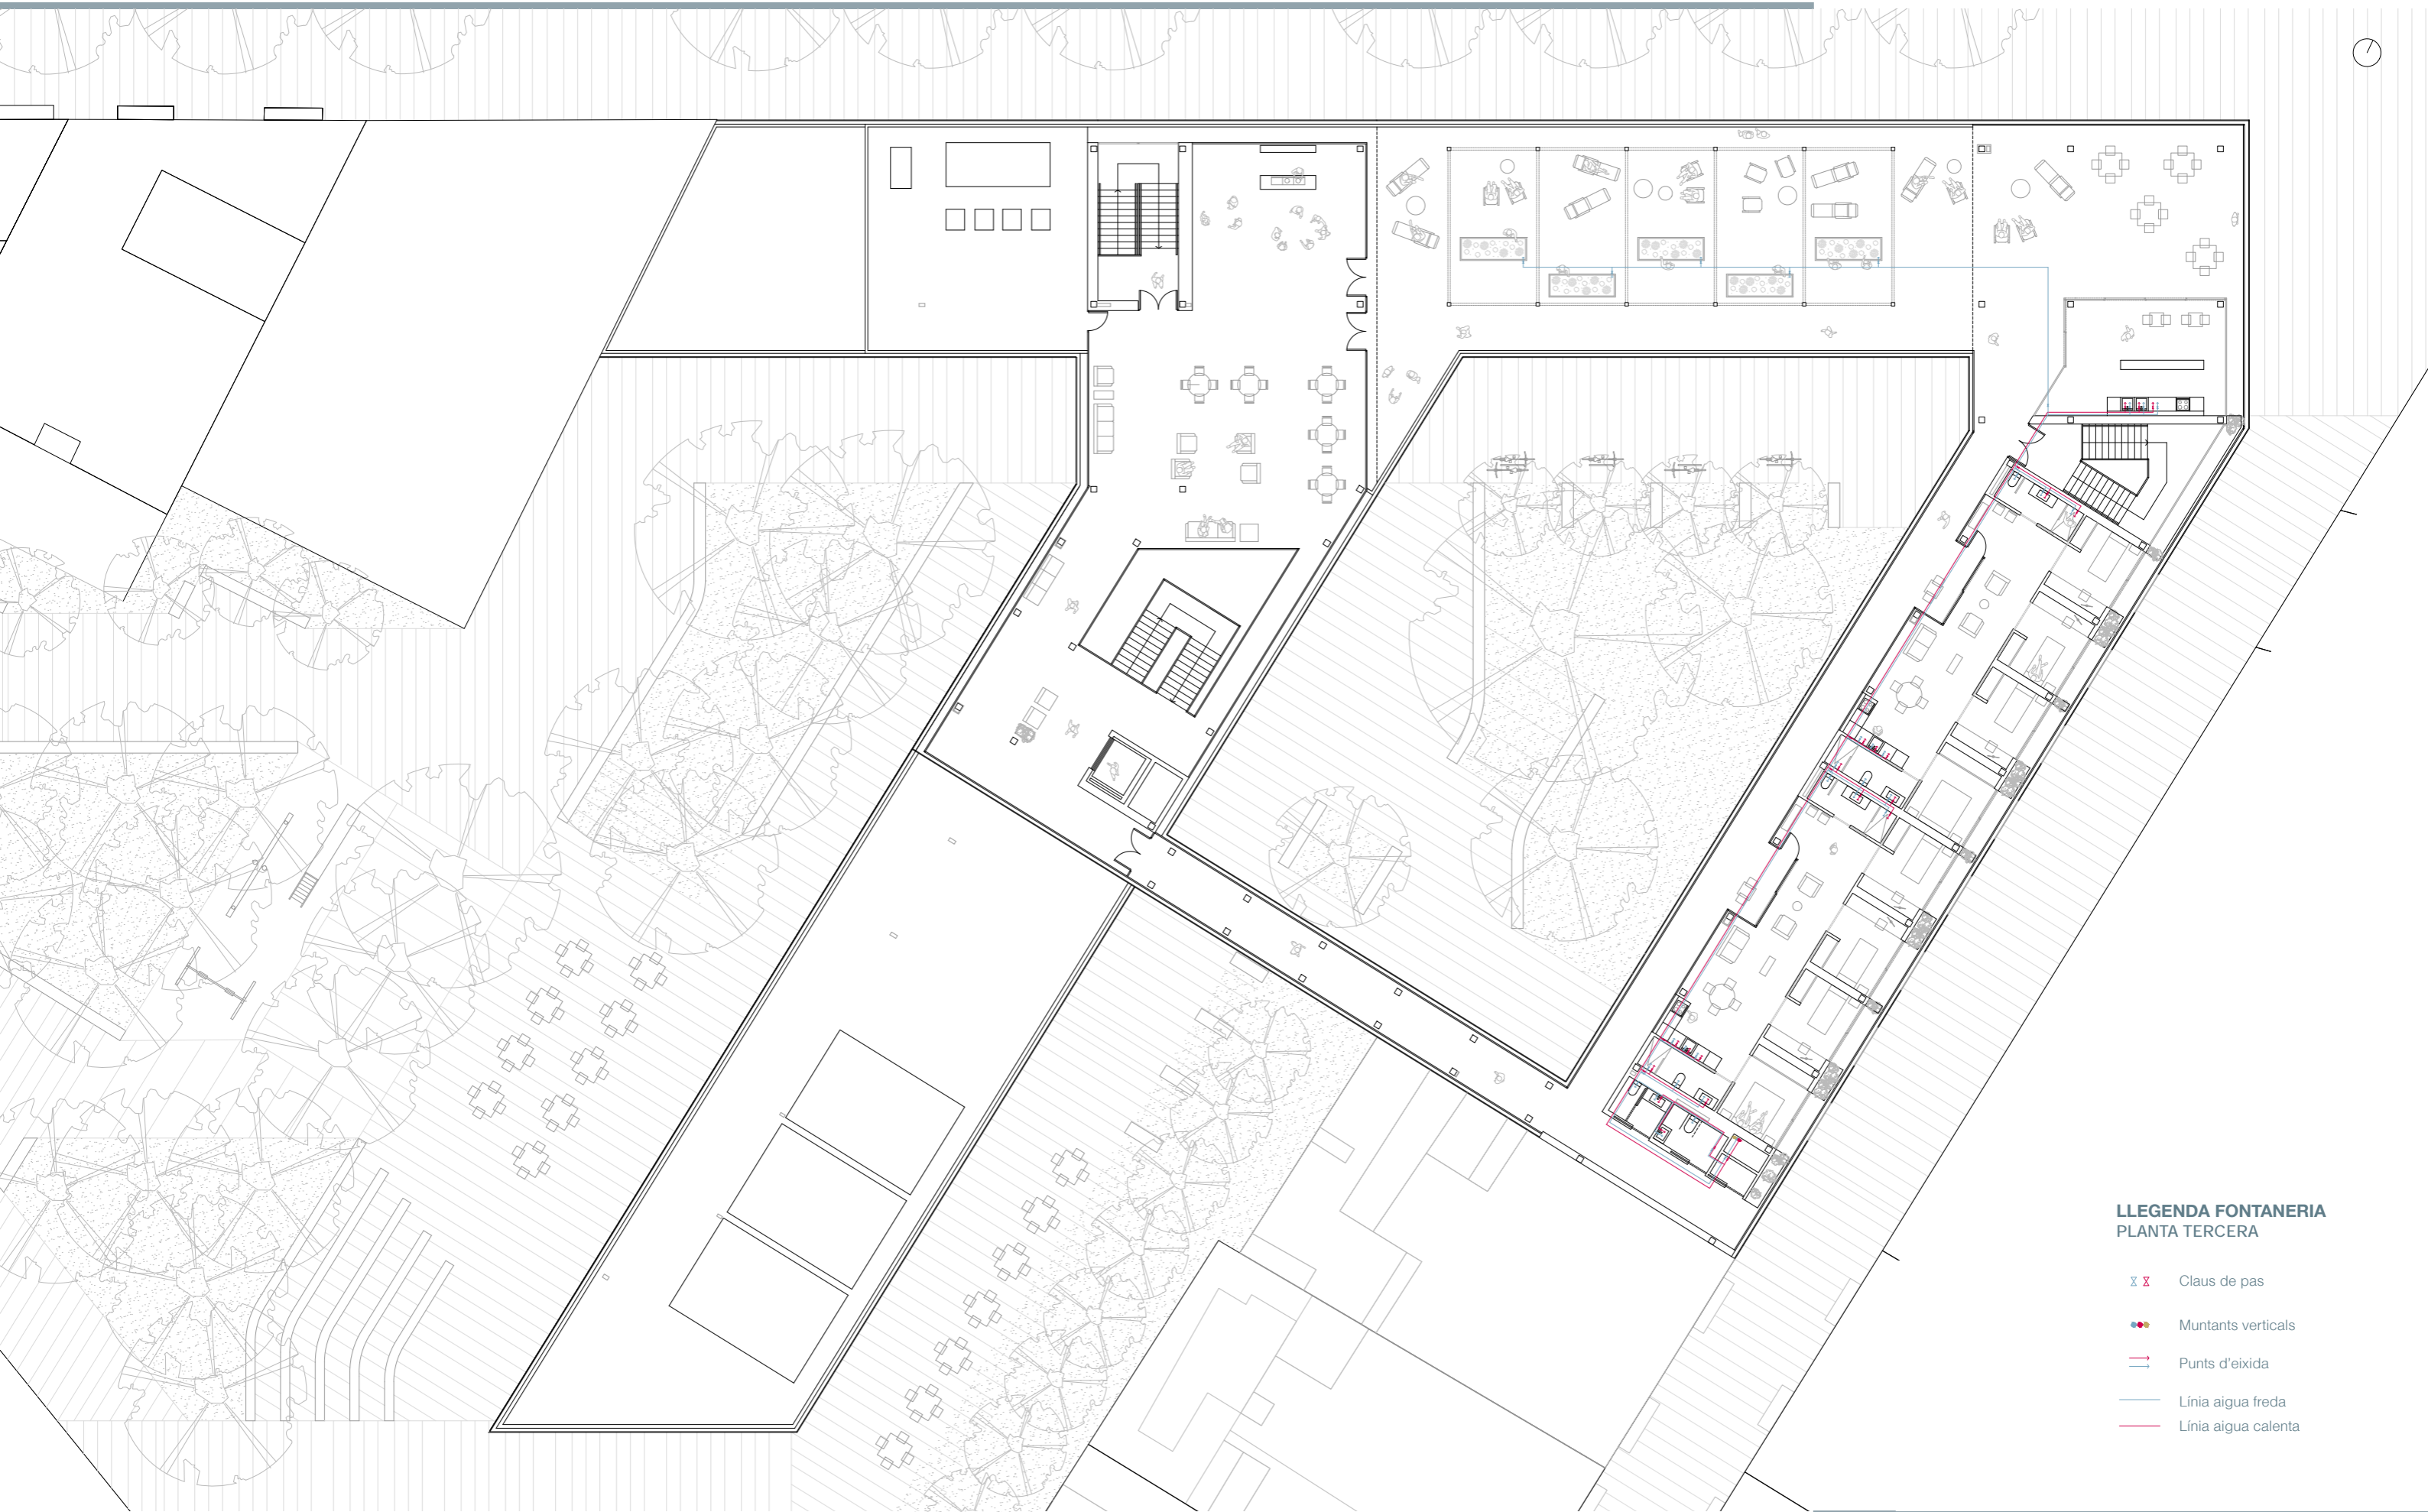 LLEGENDA FONTANERIA
PLANTA TERCERA
Claus de pas
Muntants verticals
Punts d'eixida
Línia aigua freda
Línia aigua calenta